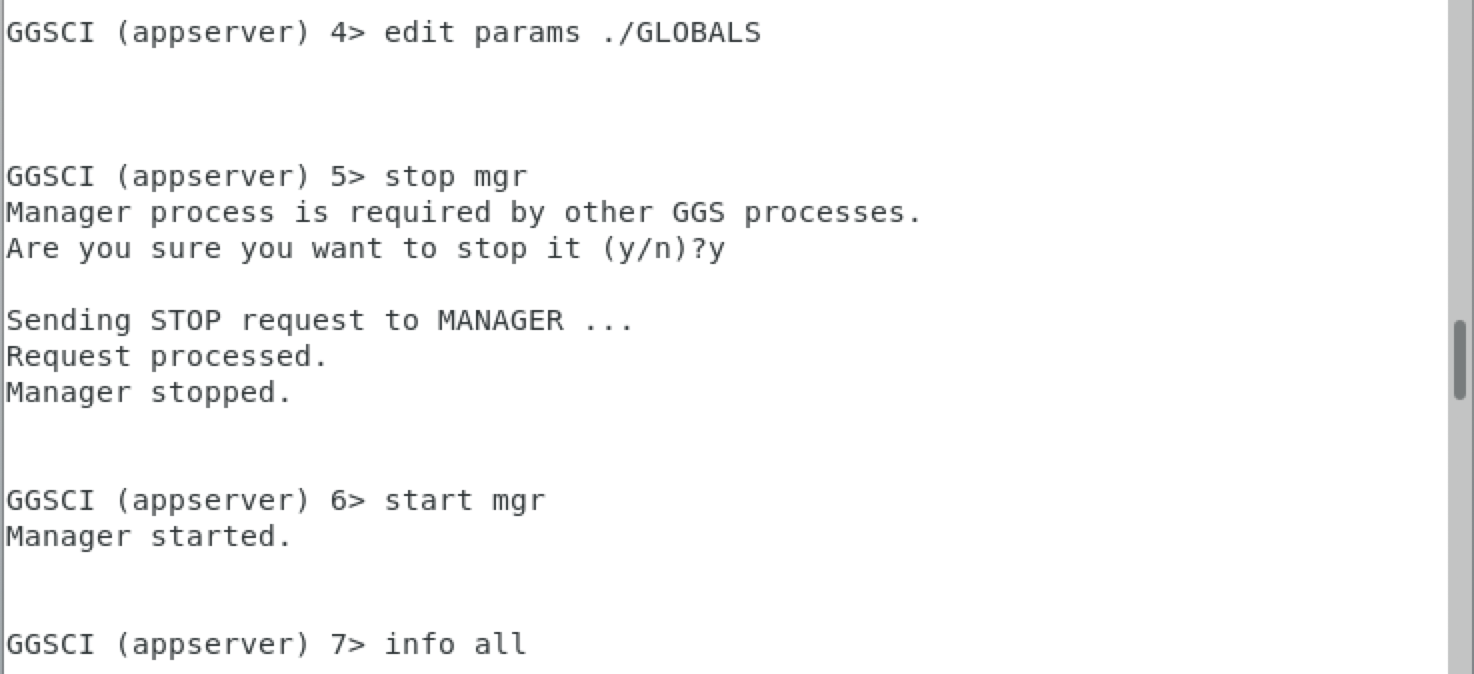 GGSCI (appserver) 4> edit params ./GLOBALS
GGSCI (appserver) 5> stop mgr
Manager process is required by other GGS processes.
Are you sure you want to stop it (y/n)?y
Sending STOP request to MANAGER ...
Request processed.
Manager stopped.
GGSCI (appserver) 6> start mgr
Manager started.
GGSCI (appserver) 7> info all